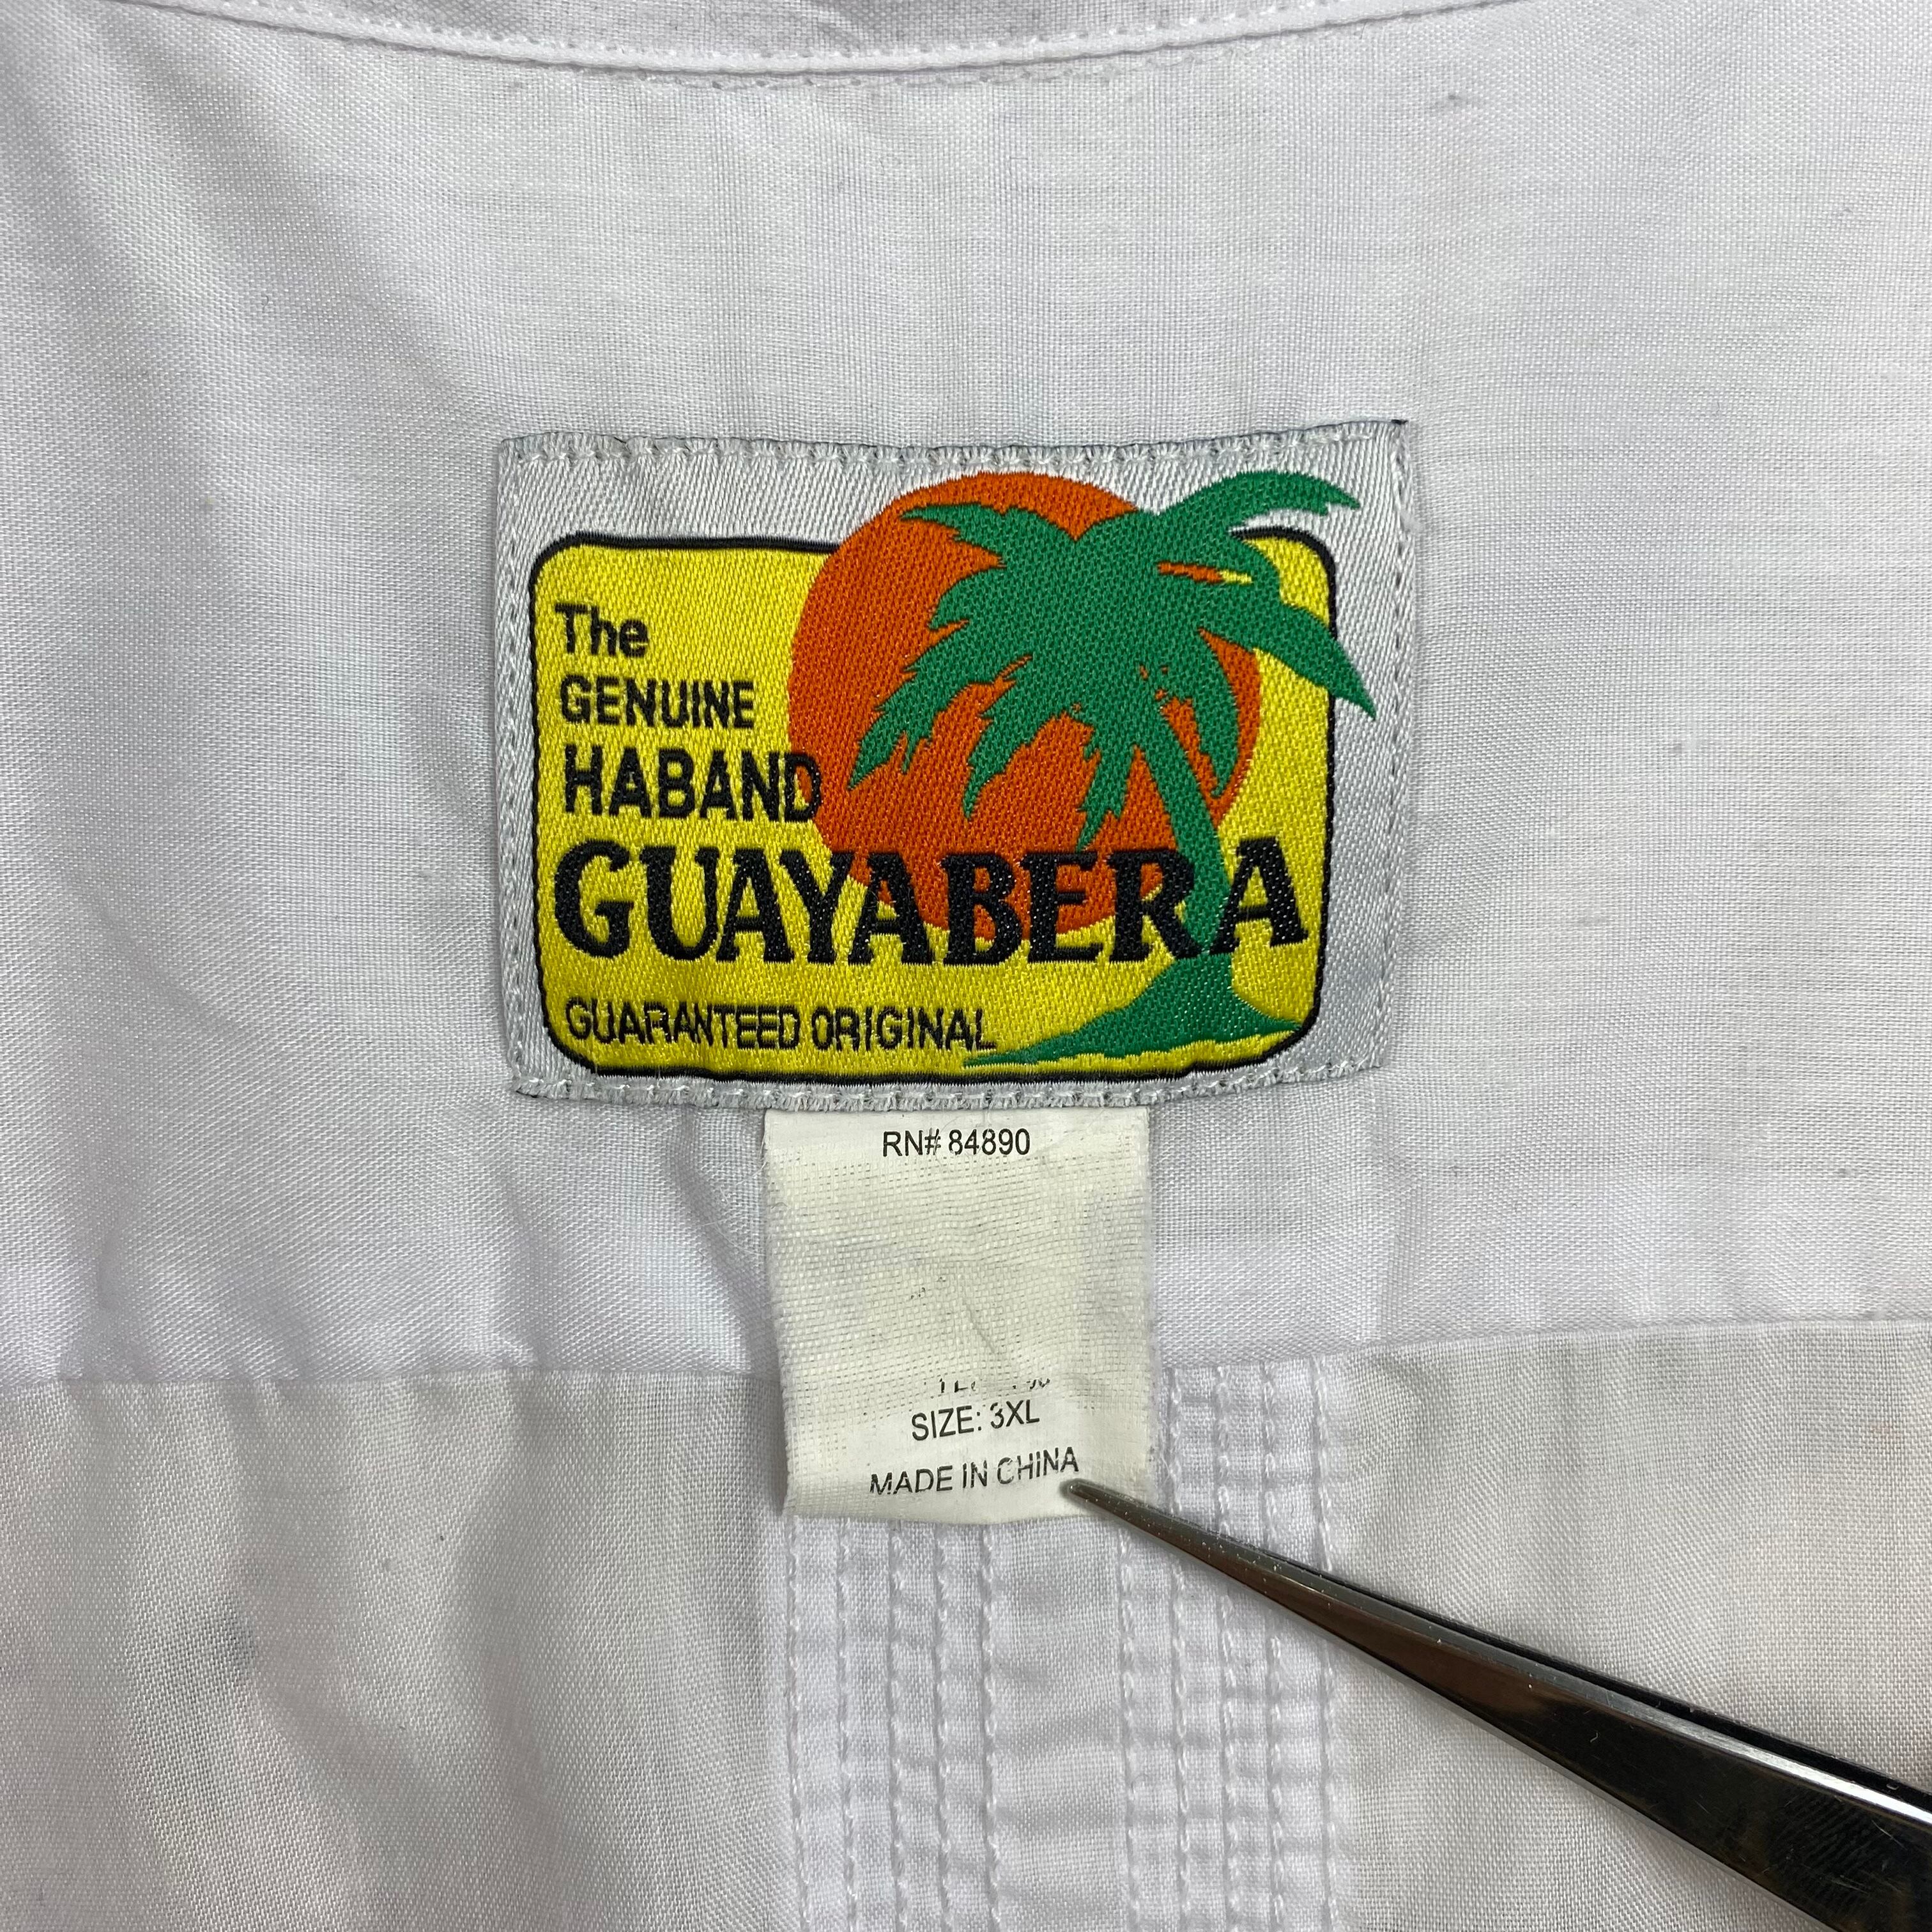 The
GENUINE
HABAND
GUAYABERA
GUARANTEED ORIGINAL
RN# 84890
SIZE: 3XL
MADE IN CHINA